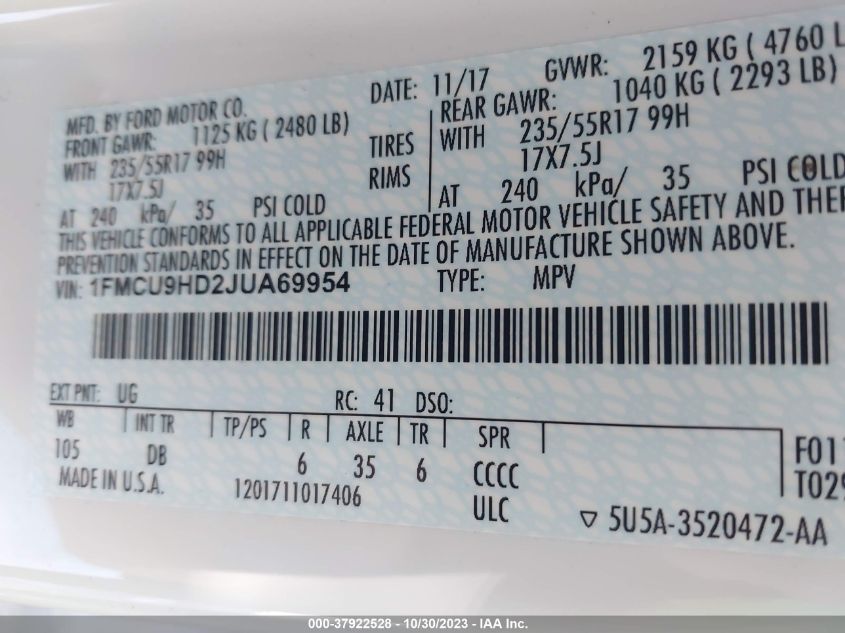 MFD. BY FORD MOTOR CO. DATE: 11/17 GVWR: 2159 KG ( 4760 L
FRONT GAWR: 1125 KG ( 2480 LB) REAR GAWR: 1040 KG ( 2293 LB)
WITH 235/55R17 99H TIRES WITH 235/55R17 99H
17X7.5J RIMS 17X7.5J
AT 240 kPa/ 35 PSI COLD AT 240 kPa/ 35 PSI COLD
THIS VEHICLE CONFORMS TO ALL APPLICABLE FEDERAL MOTOR VEHICLE SAFETY AND THEF
PREVENTION STANDARDS IN EFFECT ON THE DATE OF MANUFACTURE SHOWN ABOVE.
VIN: 1FMCU9HD2JUA69954 TYPE: MPV
EXT PNT: UG RC: 41 DSO:
WB INT TR TP/PS R AXLE TR SPR
105 DB 6 35 6 CCCC F011
MADE IN U.S.A. 1201711017406 ULC T029
5U5A-3520472-AA
000-37922528 - 10/30/2023 - IAA Inc.